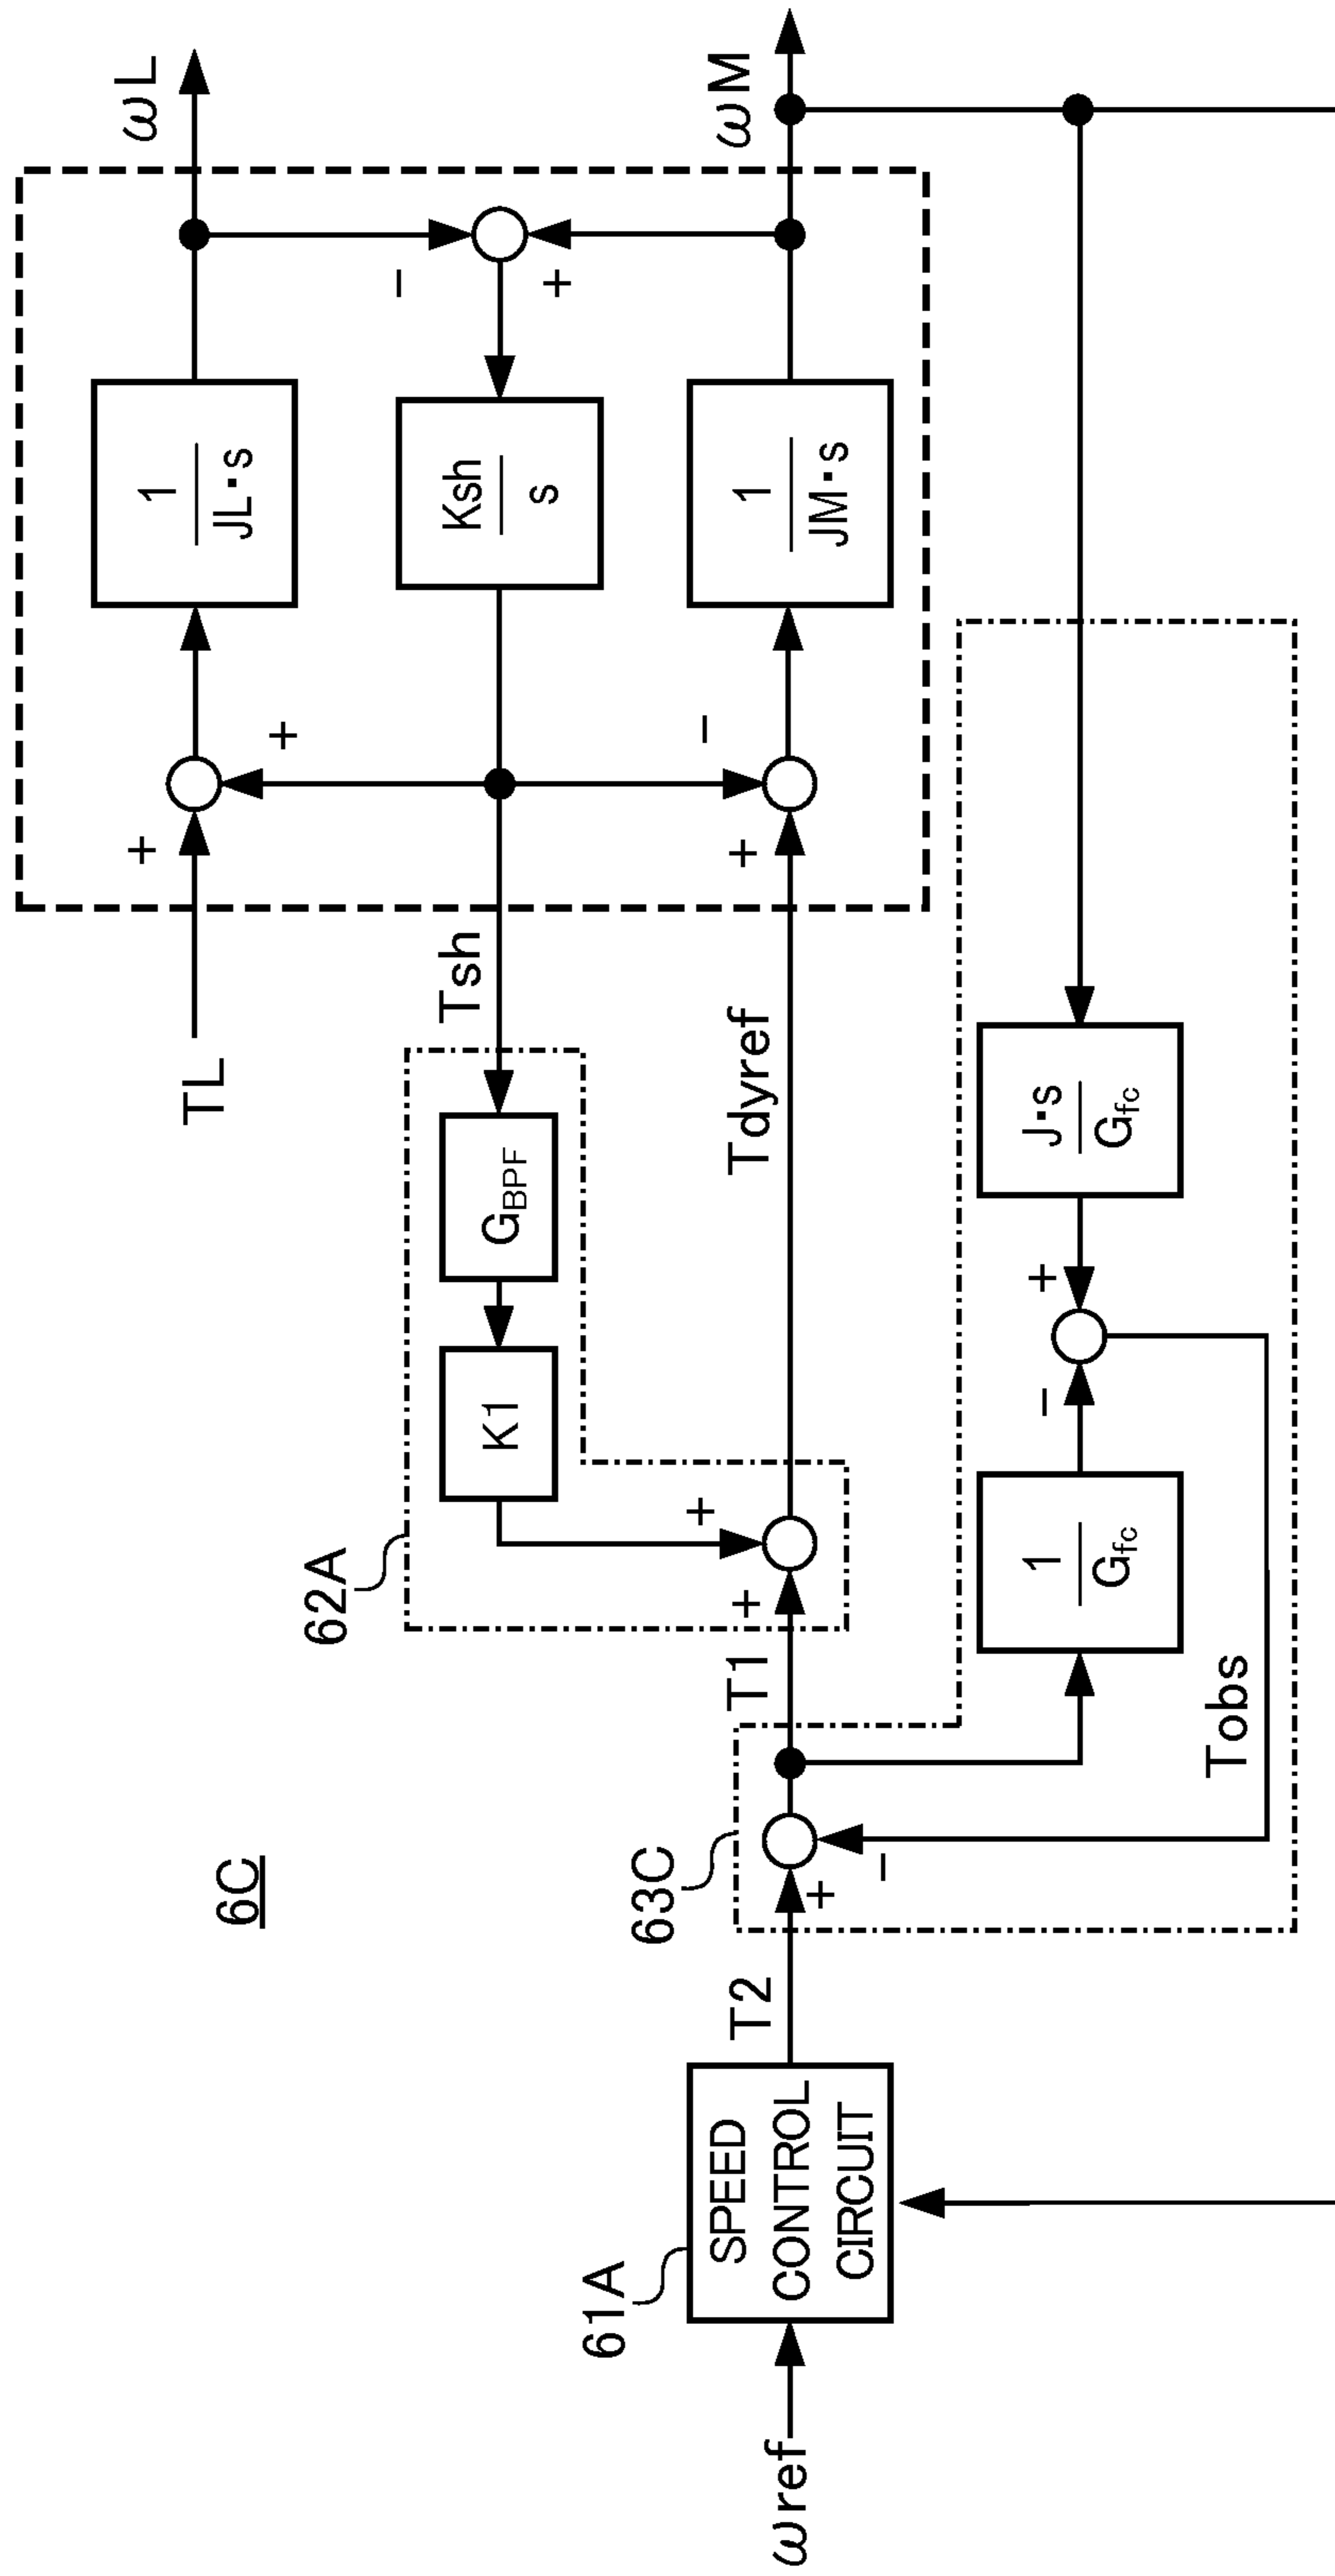 6C
ωref
61A
SPEED
CONTROL
CIRCUIT
T2
+
−
63C
T1
Tobs
1
Gfc
−
+
J·s
Gfc
62A
+
+
K1
GBPF
Tsh
Tdyref
TL
+
+
+
−
1
JL·s
Ksh
s
1
JM·s
−
+
ωL
ωM